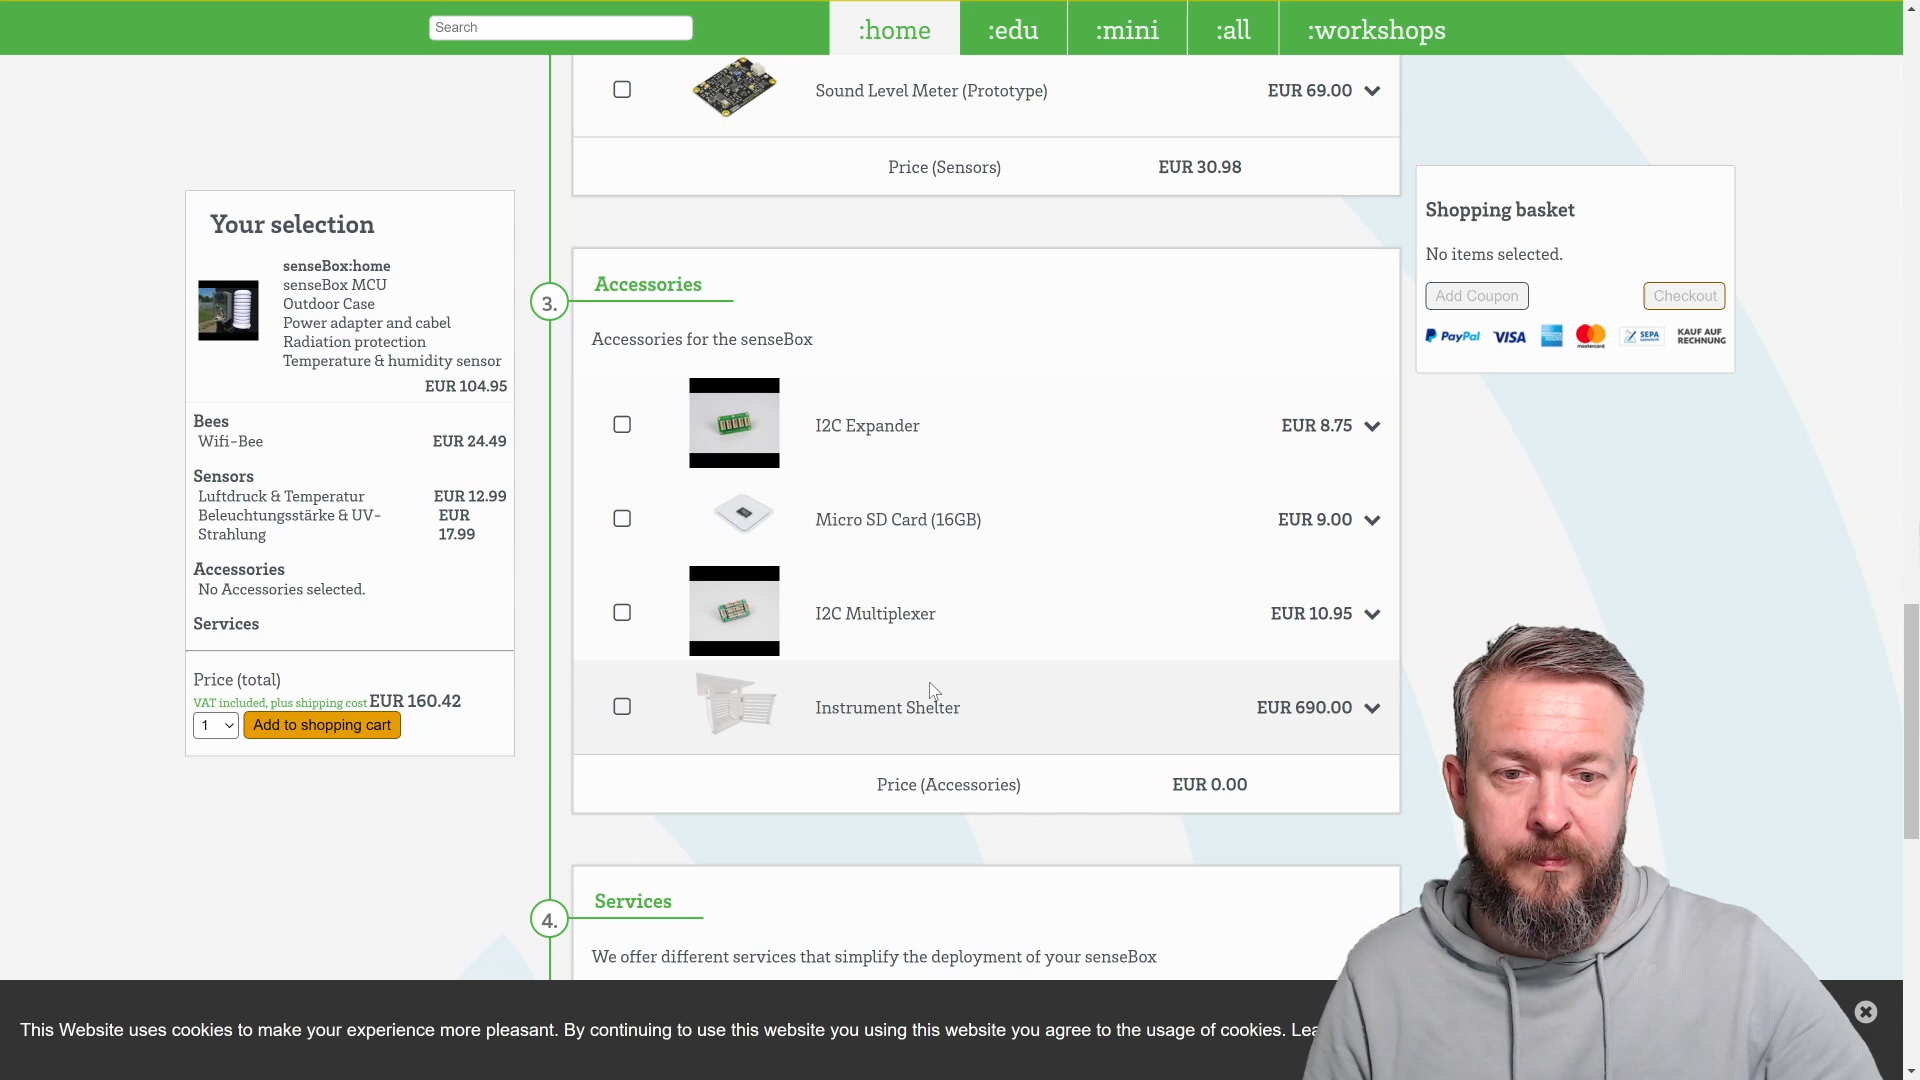 Search
:home
:edu
:mini
:all
:workshops
Sound Level Meter (Prototype)
EUR 69.00
Price (Sensors)
EUR 30.98
Your selection
senseBox:home
senseBox MCU
Outdoor Case
Power adapter and cabel
Radiation protection
Temperature & humidity sensor
EUR 104.95
Bees
Wifi-Bee
EUR 24.49
Sensors
Luftdruck & Temperatur
EUR 12.99
Beleuchtungsstärke & UV-
Strahlung
EUR
17.99
Accessories
No Accessories selected.
Services
Price (total)
VAT included, plus shipping cost EUR 160.42
1
Add to shopping cart
3.
Accessories
Accessories for the senseBox
I2C Expander
EUR 8.75
Micro SD Card (16GB)
EUR 9.00
I2C Multiplexer
EUR 10.95
Instrument Shelter
EUR 690.00
Price (Accessories)
EUR 0.00
4.
Services
We offer different services that simplify the deployment of your senseBox
Shopping basket
No items selected.
Add Coupon
Checkout
PayPal
VISA
mastercard
SEPA
KAUF AUF
RECHNUNG
This Website uses cookies to make your experience more pleasant. By continuing to use this website you using this website you agree to the usage of cookies. Lea